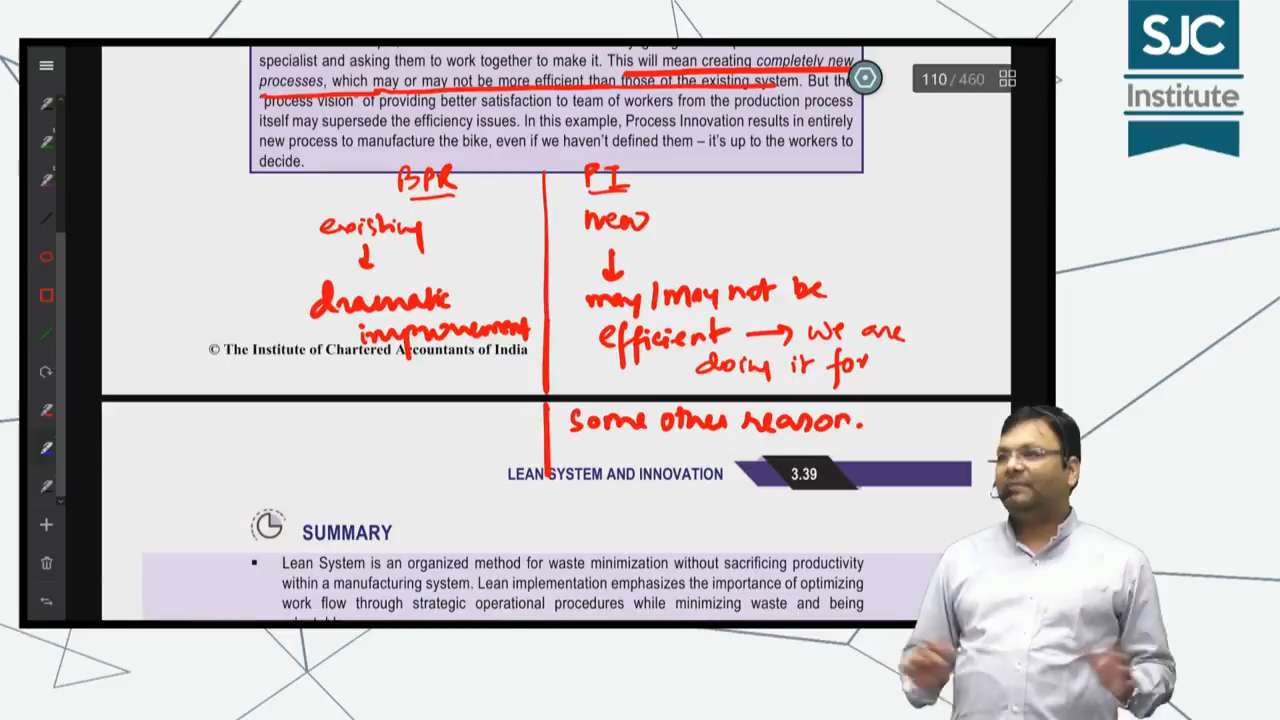 SJC
Institute
specialist and asking them to work together to make it. This will mean creating completely new
processes, which may or may not be more efficient than those of the existing system. But the
"process vision" of providing better satisfaction to team of workers from the production process
itself may supersede the efficiency issues. In this example, Process Innovation results in entirely
new process to manufacture the bike, even if we haven't defined them – it's up to the workers to
decide.
110 / 460
BPR
existing
↓
dramatic
improvement
PI
new
↓
may/may not be
efficient → we are
doing it for
some other reason.
© The Institute of Chartered Accountants of India
LEAN SYSTEM AND INNOVATION
3.39
SUMMARY
▪ Lean System is an organized method for waste minimization without sacrificing productivity
within a manufacturing system. Lean implementation emphasizes the importance of optimizing
work flow through strategic operational procedures while minimizing waste and being